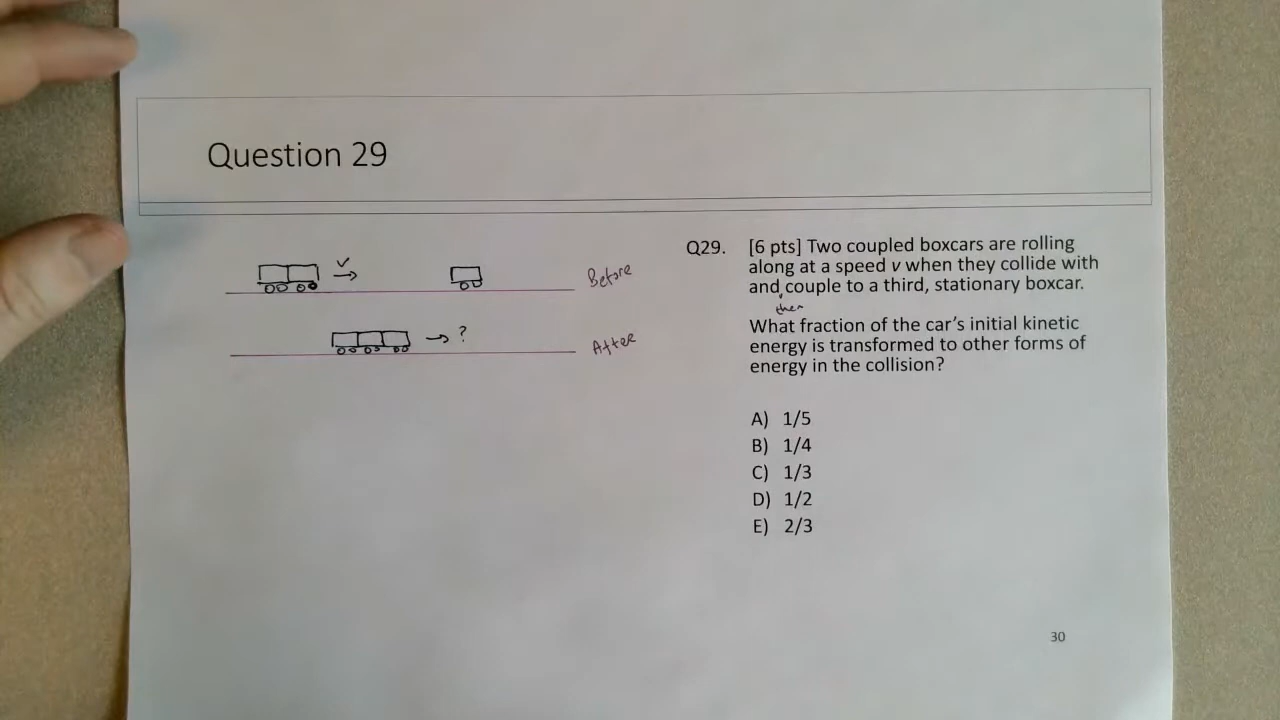 Question 29
v
Before
?
After
Q29. [6 pts] Two coupled boxcars are rolling
along at a speed v when they collide with
and couple to a third, stationary boxcar.
then
What fraction of the car’s initial kinetic
energy is transformed to other forms of
energy in the collision?
A) 1/5
B) 1/4
C) 1/3
D) 1/2
E) 2/3
30